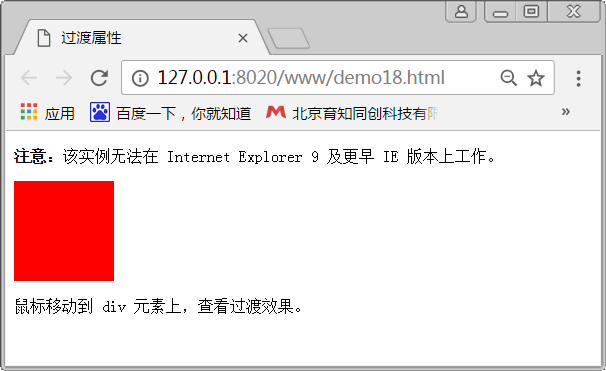 过渡属性
127.0.0.1:8020/www/demo18.html
应用 百度一下，你就知道 北京育知同创科技有限 »
注意：该实例无法在 Internet Explorer 9 及更早 IE 版本上工作。
鼠标移动到 div 元素上，查看过渡效果。